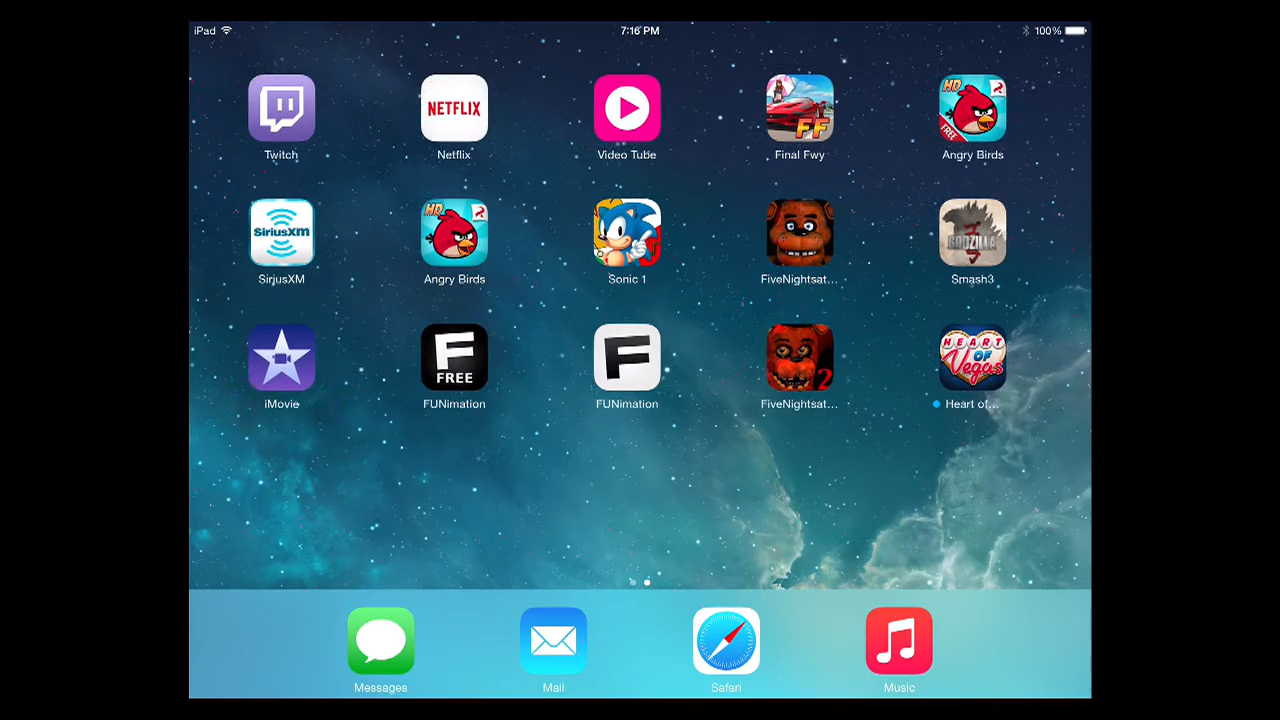 iPad 7:16 PM 100%
NETFLIX
FF
HD
FREE
Twitch Netflix Video Tube Final Fwy Angry Birds
SiriusXM
HD
GODZILLA
SiriusXM Angry Birds Sonic 1 FiveNightsat... Smash3
F
FREE
F
2
HEART
OF
Vegas
iMovie FUNimation FUNimation FiveNightsat... Heart of...
Messages Mail Safari Music